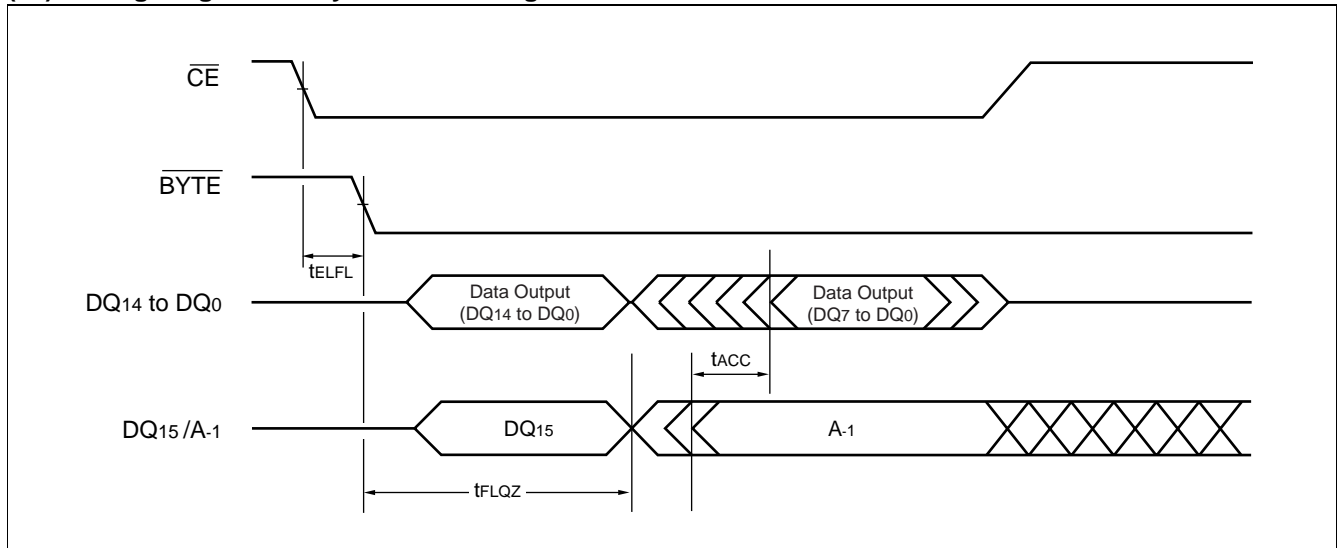 CE
BYTE
tELFL
DQ14 to DQ0
Data Output
(DQ14 to DQ0)
Data Output
(DQ7 to DQ0)
tACC
DQ15 /A-1
DQ15
A-1
tFLQZ